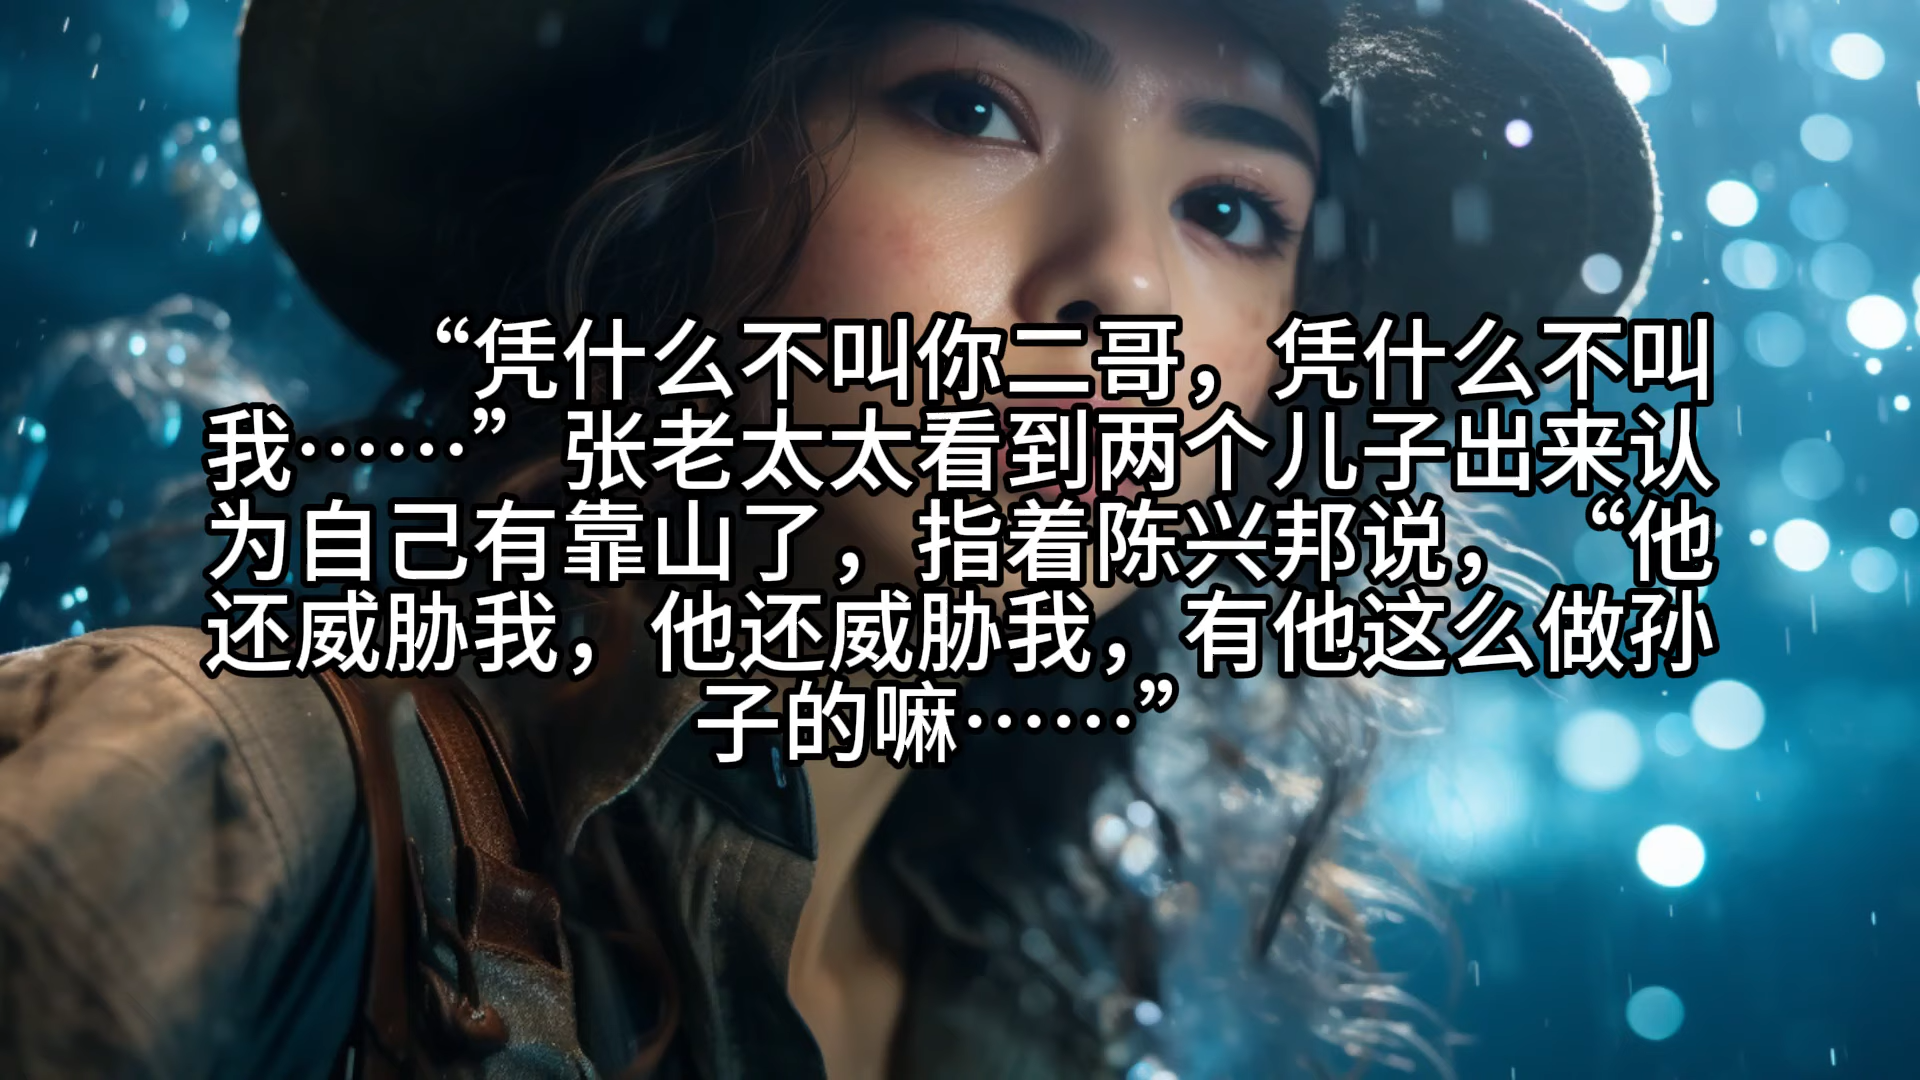 “凭什么不叫你二哥，凭什么不叫
我……”张老太太看到两个儿子出来认
为自己有靠山了，指着陈兴邦说，“他
还威胁我，他还威胁我，有他这么做孙
子的嘛……”